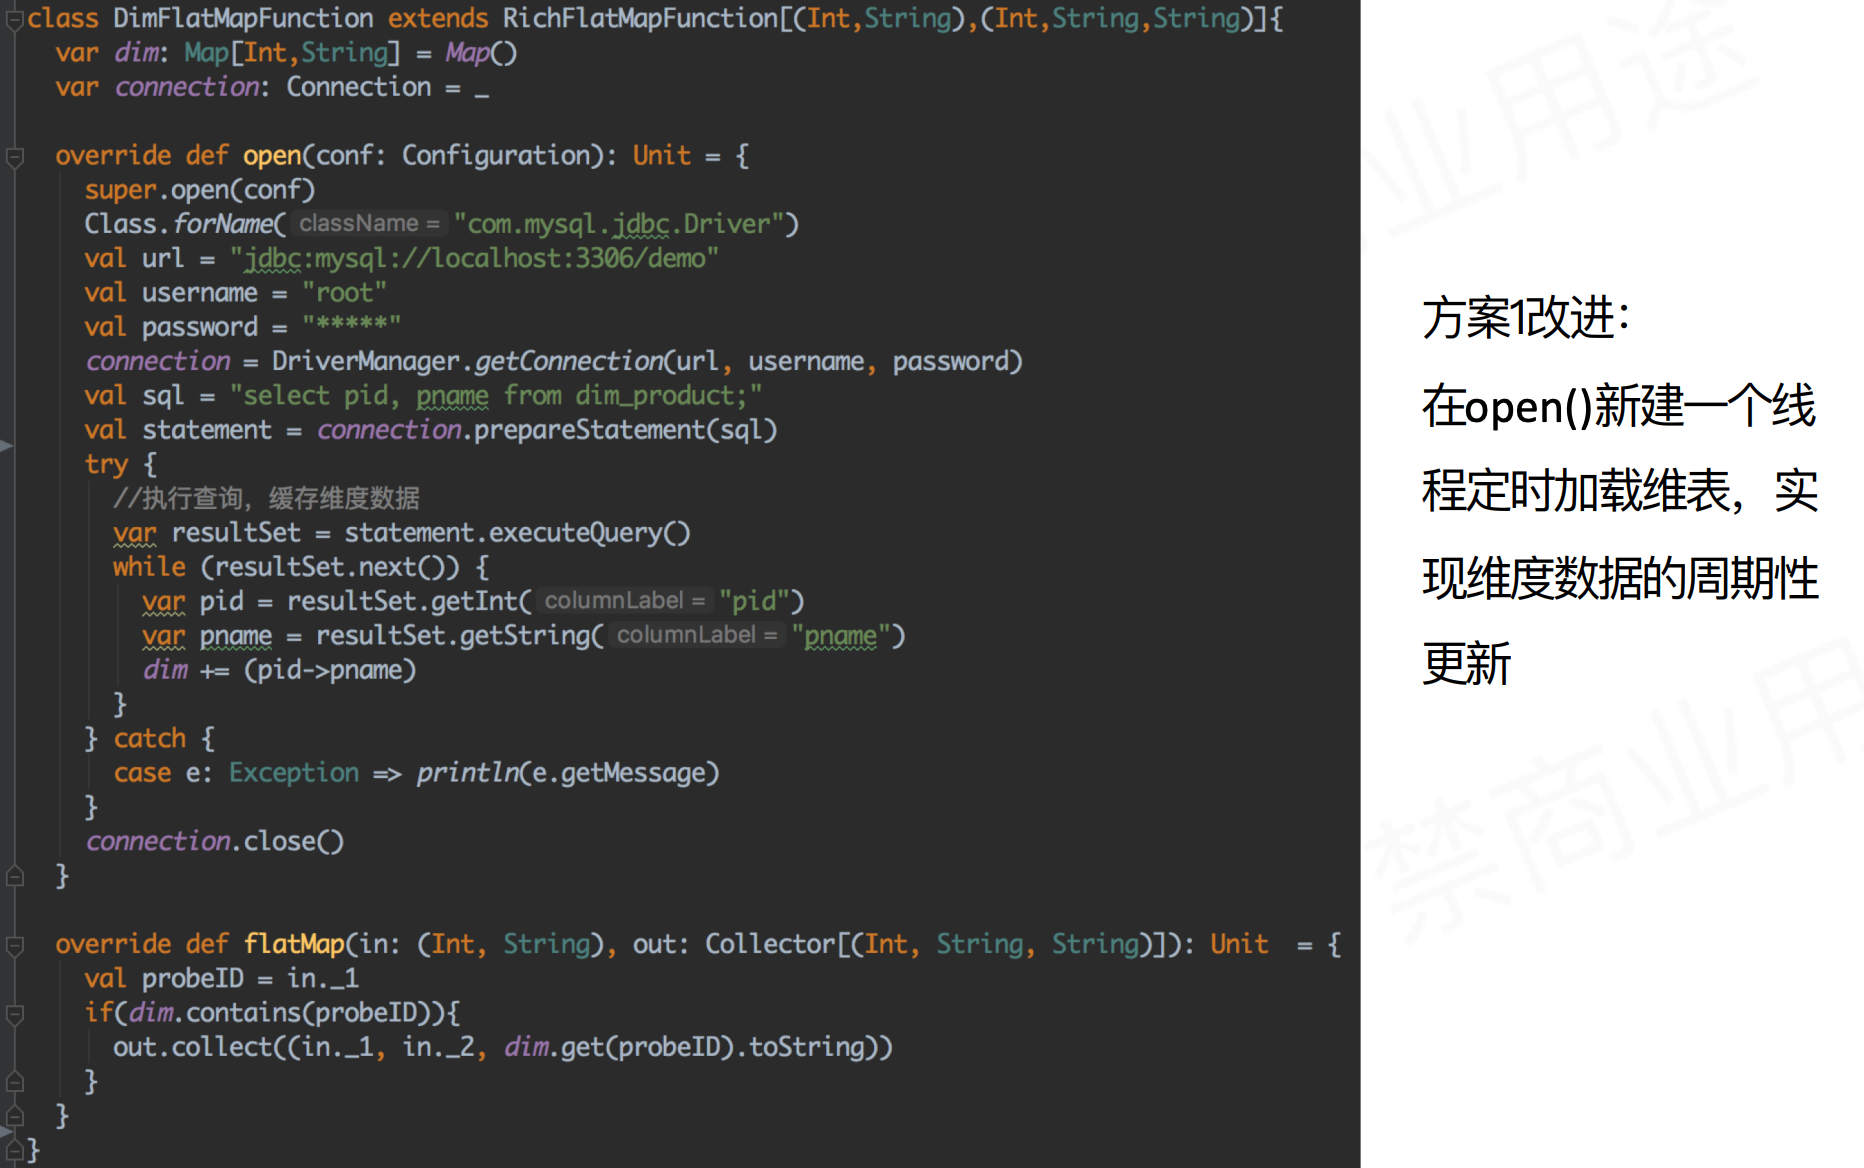 class DimFlatMapFunction extends RichFlatMapFunction[(Int,String),(Int,String,String)]{
var dim: Map[Int,String] = Map()
var connection: Connection = _
override def open(conf: Configuration): Unit = {
super.open(conf)
Class.forName( className = "com.mysql.jdbc.Driver")
val url = "jdbc:mysql://localhost:3306/demo"
val username = "root"
val password = "*****"
connection = DriverManager.getConnection(url, username, password)
val sql = "select pid, pname from dim_product;"
val statement = connection.prepareStatement(sql)
try {
//执行查询，缓存维度数据
var resultSet = statement.executeQuery()
while (resultSet.next()) {
var pid = resultSet.getInt( columnLabel = "pid")
var pname = resultSet.getString( columnLabel = "pname")
dim += (pid->pname)
}
} catch {
case e: Exception => println(e.getMessage)
}
connection.close()
}
override def flatMap(in: (Int, String), out: Collector[(Int, String, String)]): Unit = {
val probeID = in._1
if(dim.contains(probeID)){
out.collect((in._1, in._2, dim.get(probeID).toString))
}
}
}
方案1改进：
在open()新建一个线
程定时加载维表，实
现维度数据的周期性
更新
业用途
禁商业用